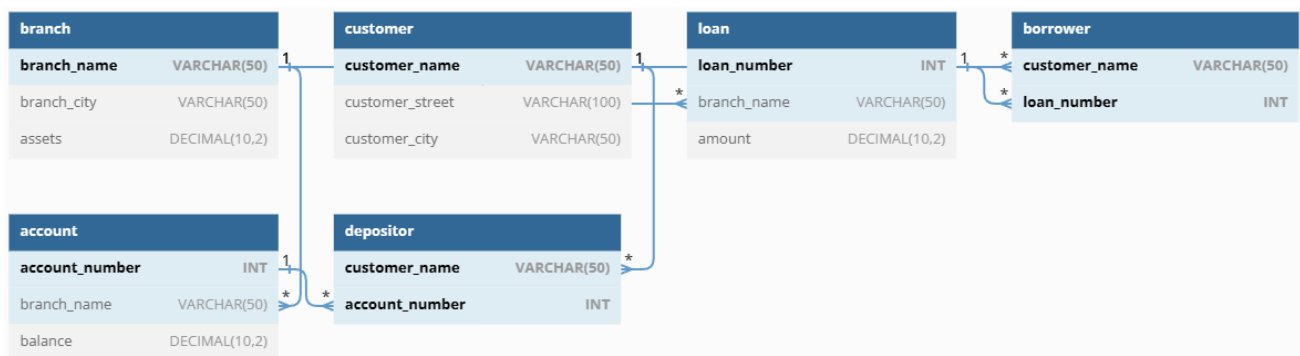 branch
branch_name VARCHAR(50)
branch_city VARCHAR(50)
assets DECIMAL(10,2)
1
customer
customer_name VARCHAR(50)
customer_street VARCHAR(100)
customer_city VARCHAR(50)
1
*
loan
loan_number INT
branch_name VARCHAR(50)
amount DECIMAL(10,2)
1
*
*
borrower
customer_name VARCHAR(50)
loan_number INT
account
account_number INT
branch_name VARCHAR(50)
balance DECIMAL(10,2)
1
*
*
depositor
customer_name VARCHAR(50)
account_number INT
*